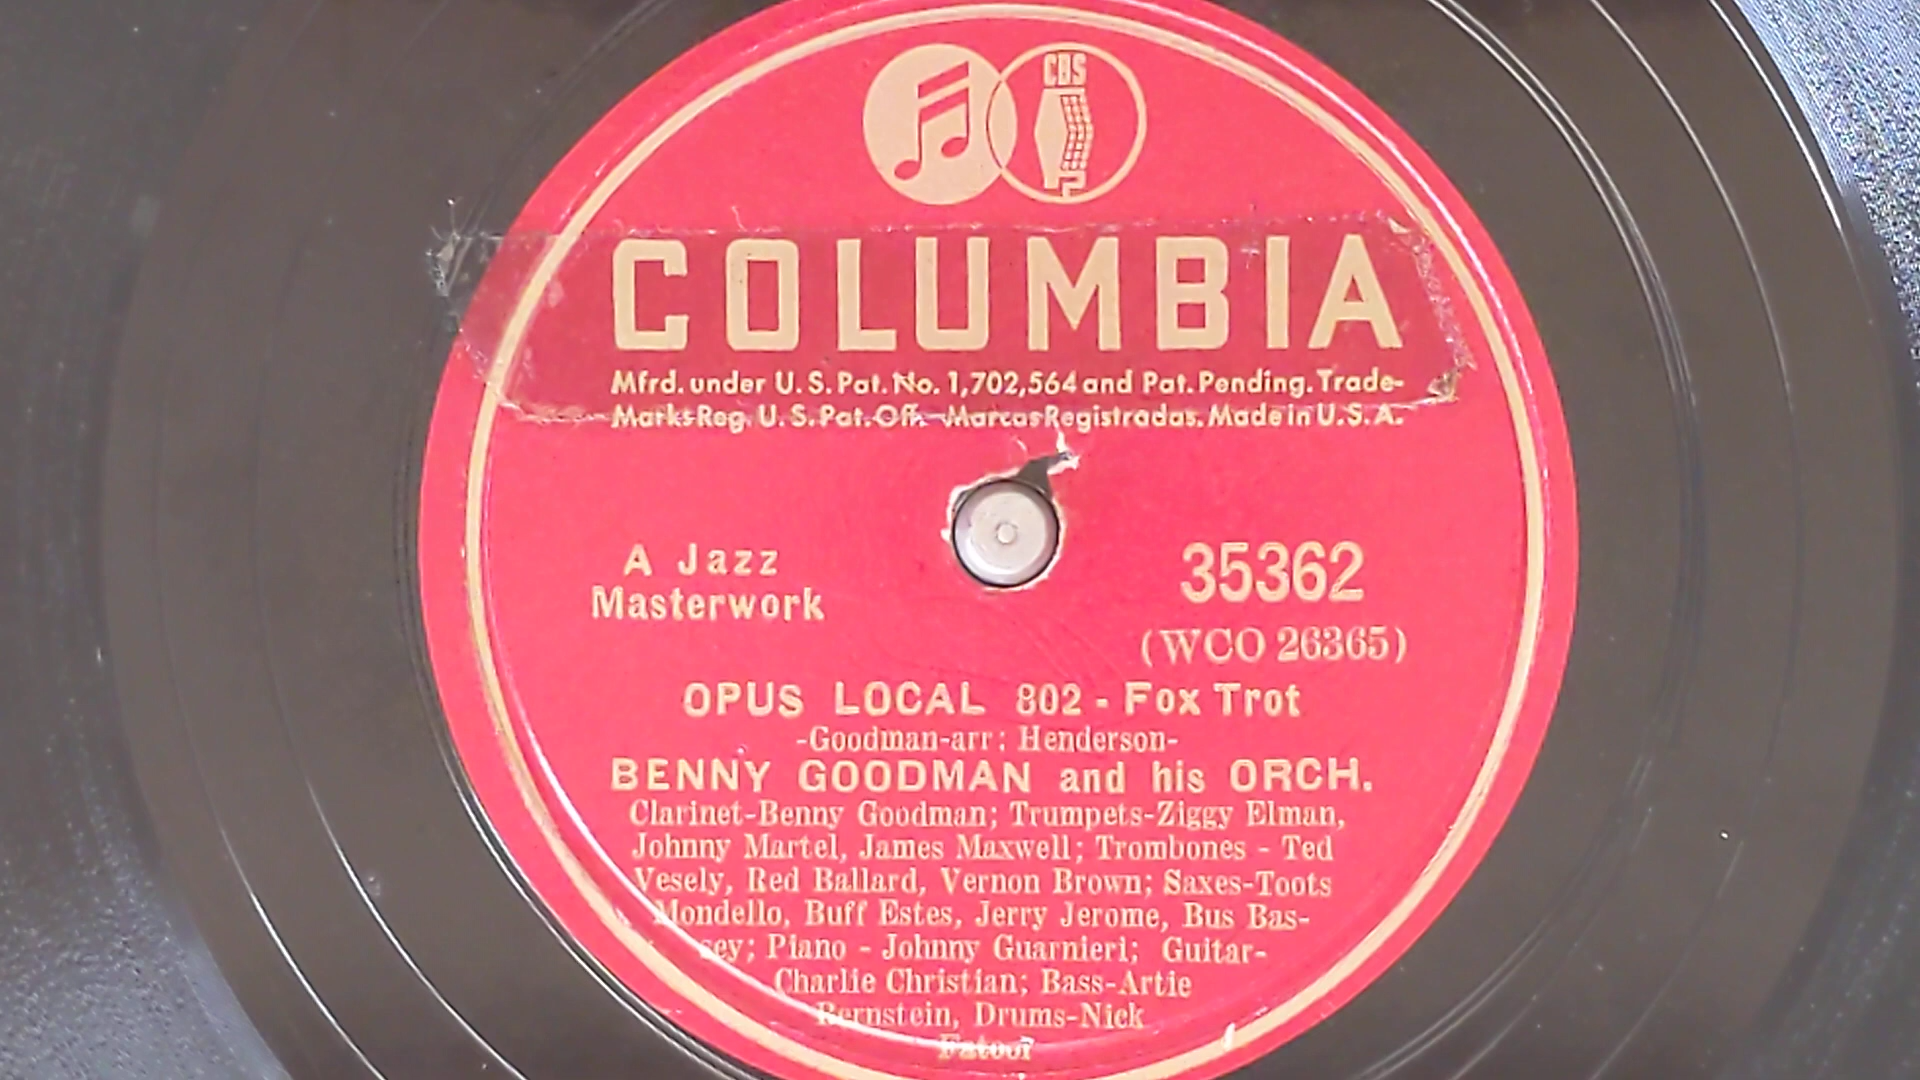 CBS
COLUMBIA
Mfrd. under U. S. Pat. No. 1,702,564 and Pat. Pending. Trade-
Marks Reg. U. S. Pat. Off. Marcas Registradas. Made in U. S. A.
A Jazz
Masterwork
35362
(WCO 26365)
OPUS LOCAL 802 - Fox Trot
-Goodman-arr: Henderson-
BENNY GOODMAN and his ORCH.
Clarinet-Benny Goodman; Trumpets-Ziggy Elman,
Johnny Martel, James Maxwell; Trombones - Ted
Vesely, Red Ballard, Vernon Brown; Saxes-Toots
Mondello, Buff Estes, Jerry Jerome, Bus Bas-
sey; Piano - Johnny Guarnieri; Guitar-
Charlie Christian; Bass-Artie
Bernstein, Drums-Nick
Fatool